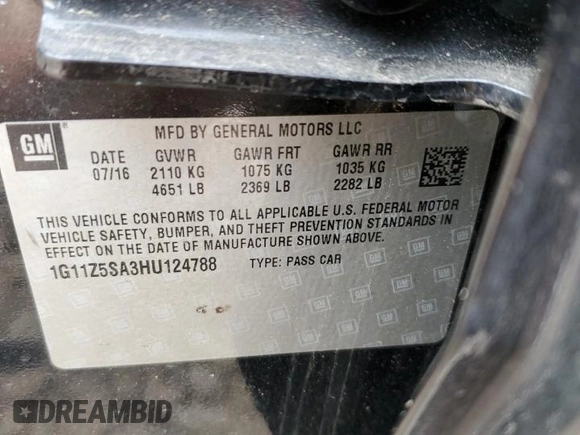 GM
MFD BY GENERAL MOTORS LLC
DATE GVWR GAWR FRT GAWR RR
07/16 2110 KG 1075 KG 1035 KG
4651 LB 2369 LB 2282 LB
THIS VEHICLE CONFORMS TO ALL APPLICABLE U.S. FEDERAL MOTOR
VEHICLE SAFETY, BUMPER, AND THEFT PREVENTION STANDARDS IN
EFFECT ON THE DATE OF MANUFACTURE SHOWN ABOVE.
1G11Z5SA3HU124788 TYPE: PASS CAR
DREAMBID